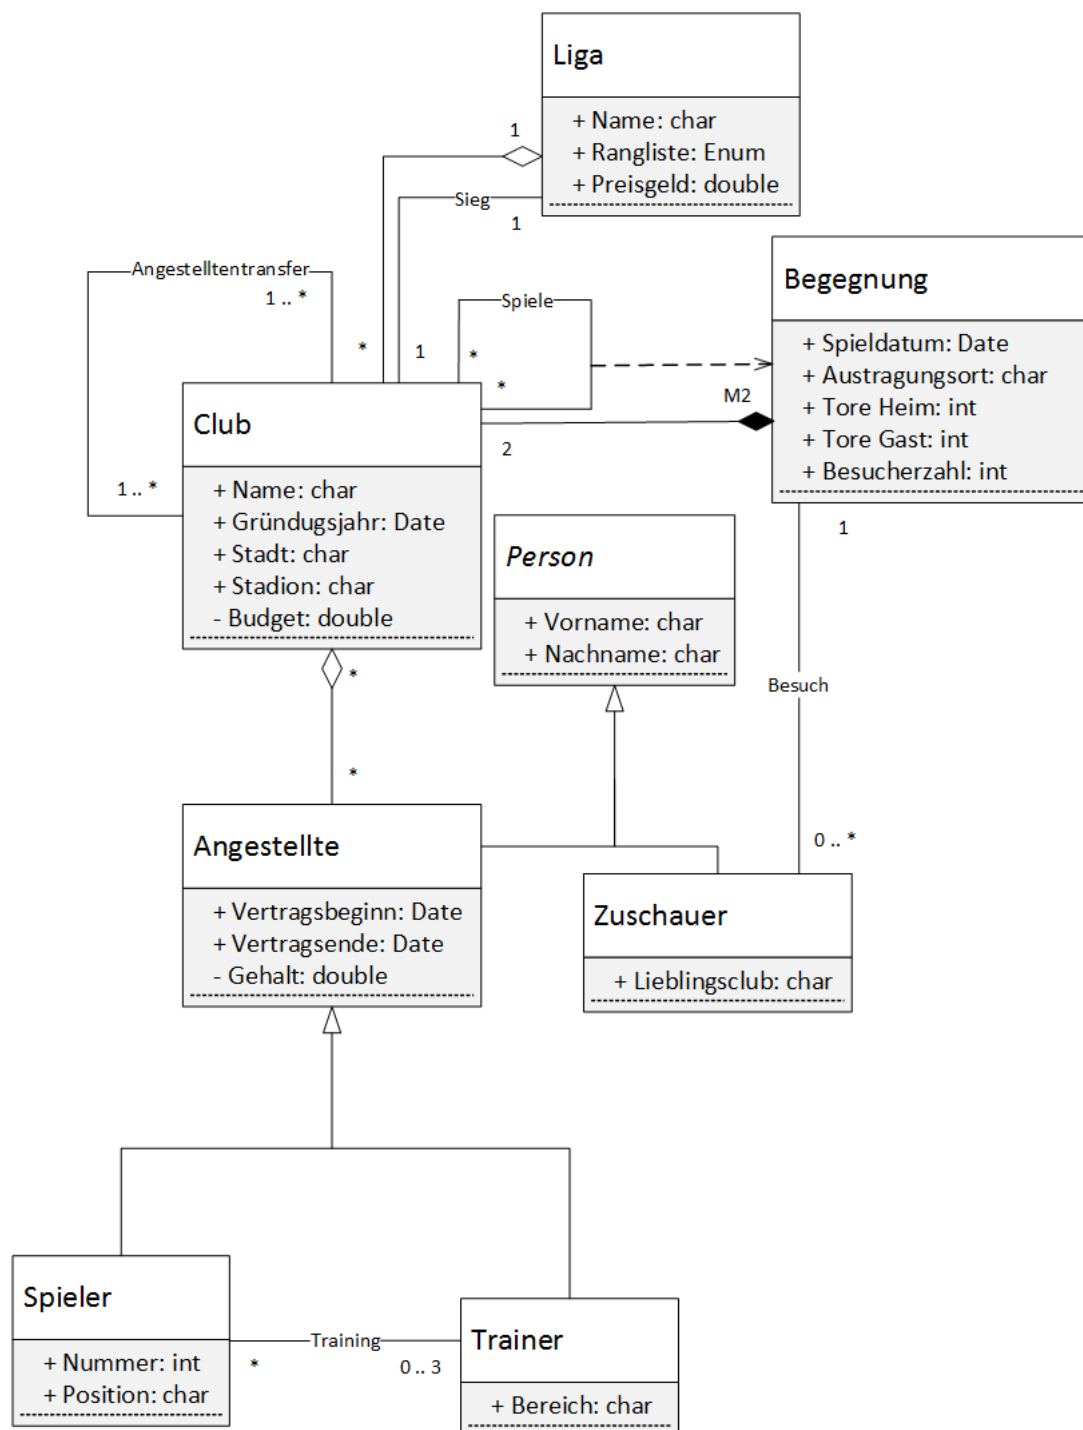 Liga
+ Name: char
+ Rangliste: Enum
+ Preisgeld: double
1
Sieg
1
Angestelltentransfer
1 .. *
Spiele
*
1
*
*
Begegnung
+ Spieldatum: Date
+ Austragungsort: char
+ Tore Heim: int
+ Tore Gast: int
+ Besucherzahl: int
M2
2
1
Club
+ Name: char
+ Gründugsjahr: Date
+ Stadt: char
+ Stadion: char
- Budget: double
1 .. *
*
*
Person
+ Vorname: char
+ Nachname: char
Besuch
0 .. *
Angestellte
+ Vertragsbeginn: Date
+ Vertragsende: Date
- Gehalt: double
Zuschauer
+ Lieblingsclub: char
Spieler
+ Nummer: int
+ Position: char
Training
*
0 .. 3
Trainer
+ Bereich: char